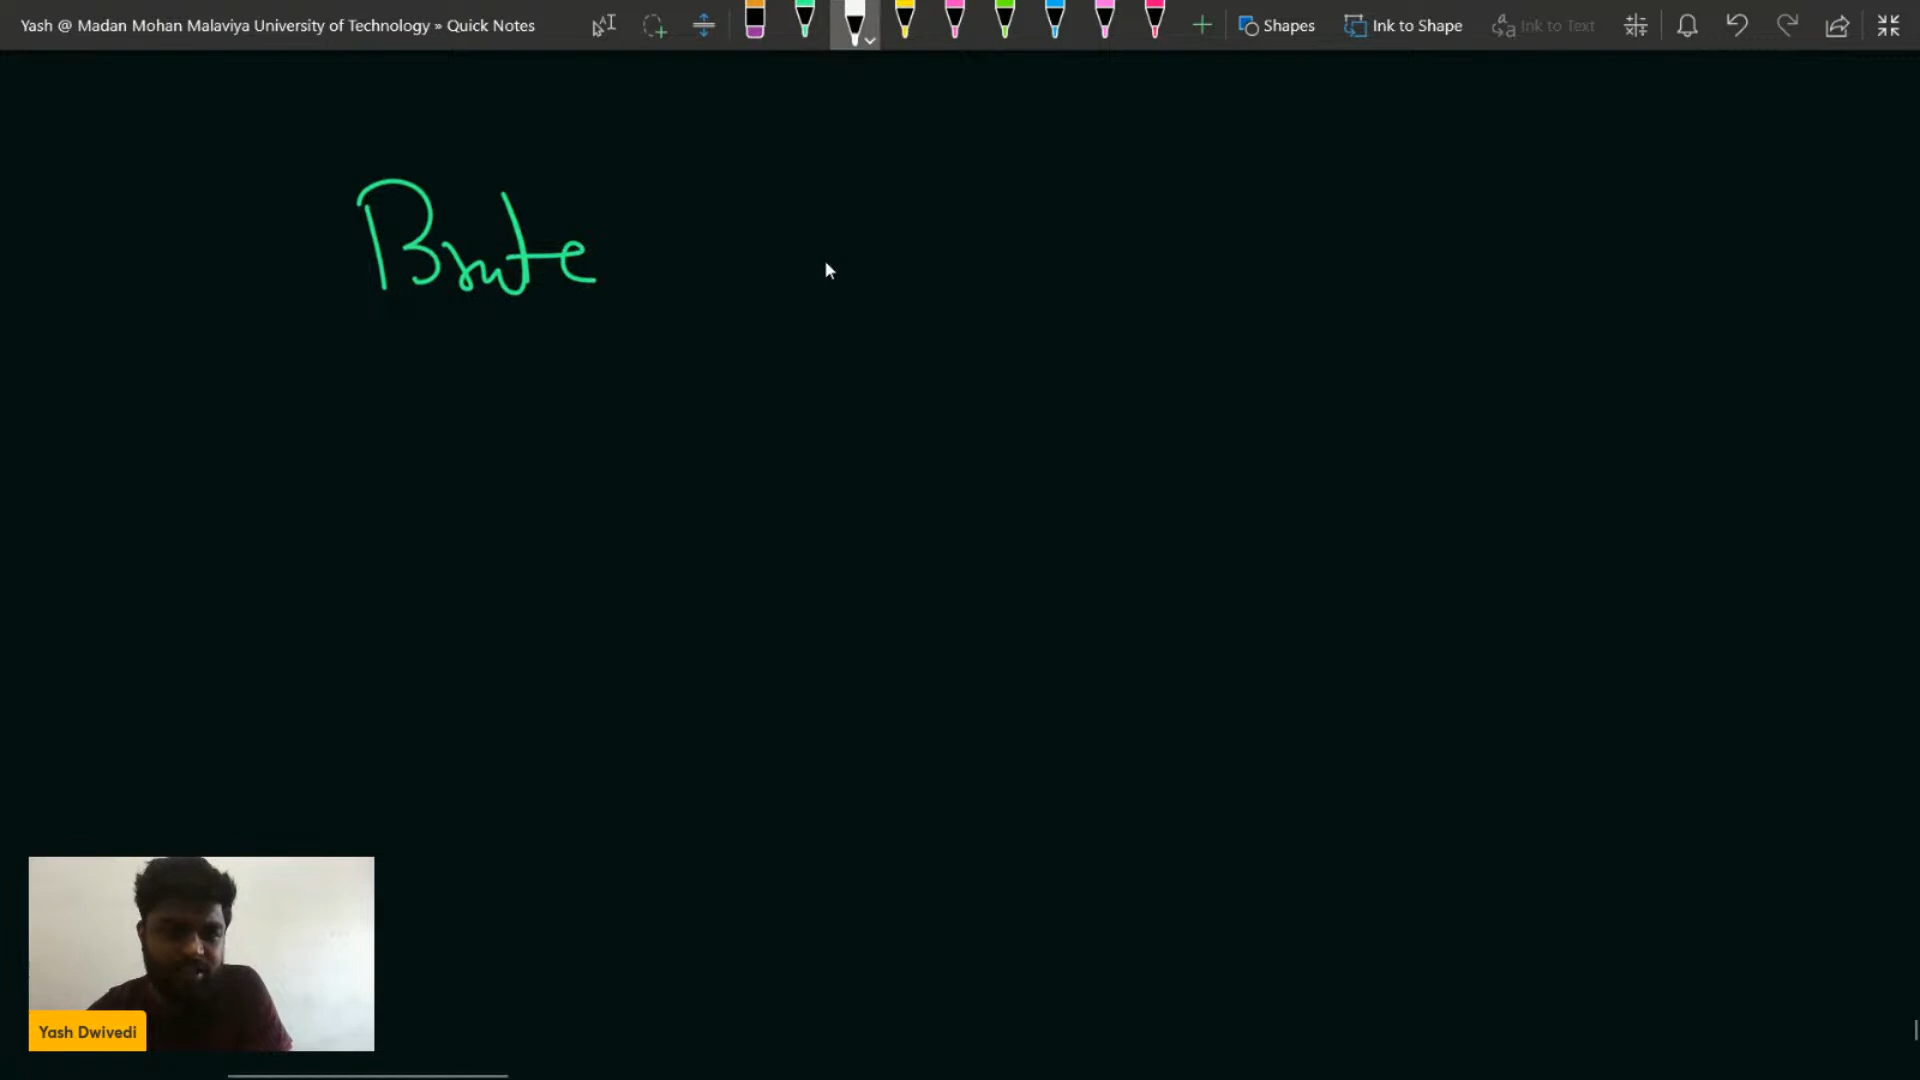 Yash @ Madan Mohan Malaviya University of Technology » Quick Notes
Shapes
Ink to Shape
Ink to Text
Brute
Yash Dwivedi